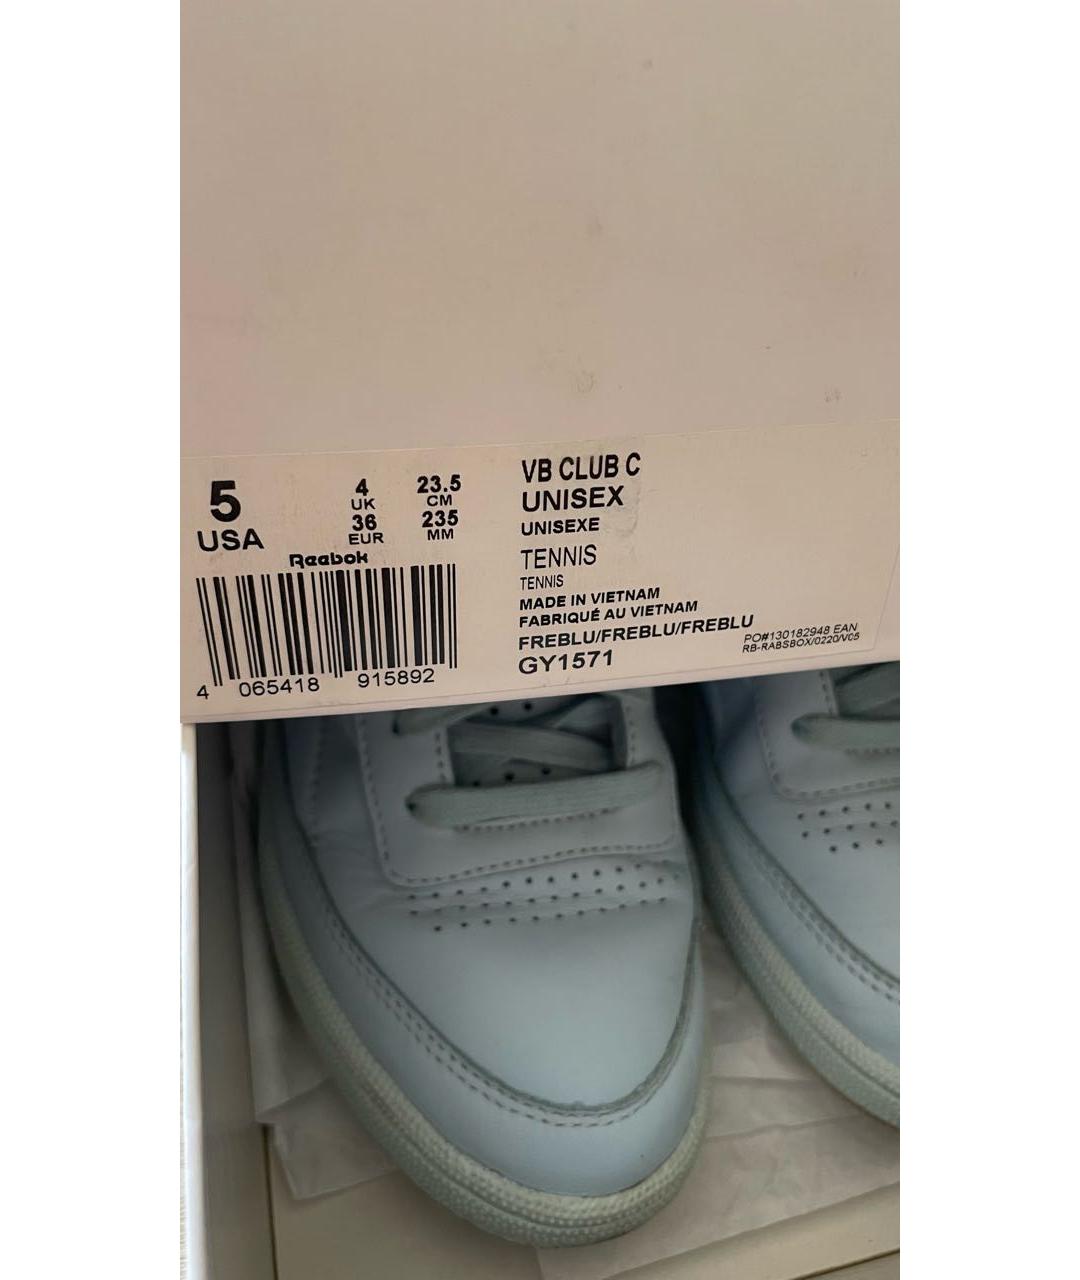 5
USA
4
UK
36
EUR
23.5
CM
235
MM
Reebok
4 065418 915892
VB CLUB C
UNISEX
UNISEXE
TENNIS
TENNIS
MADE IN VIETNAM
FABRIQUÉ AU VIETNAM
FREBLU/FREBLU/FREBLU
GY1571
PO#130182948 EAN
RB-RABSBOX/0220/V05